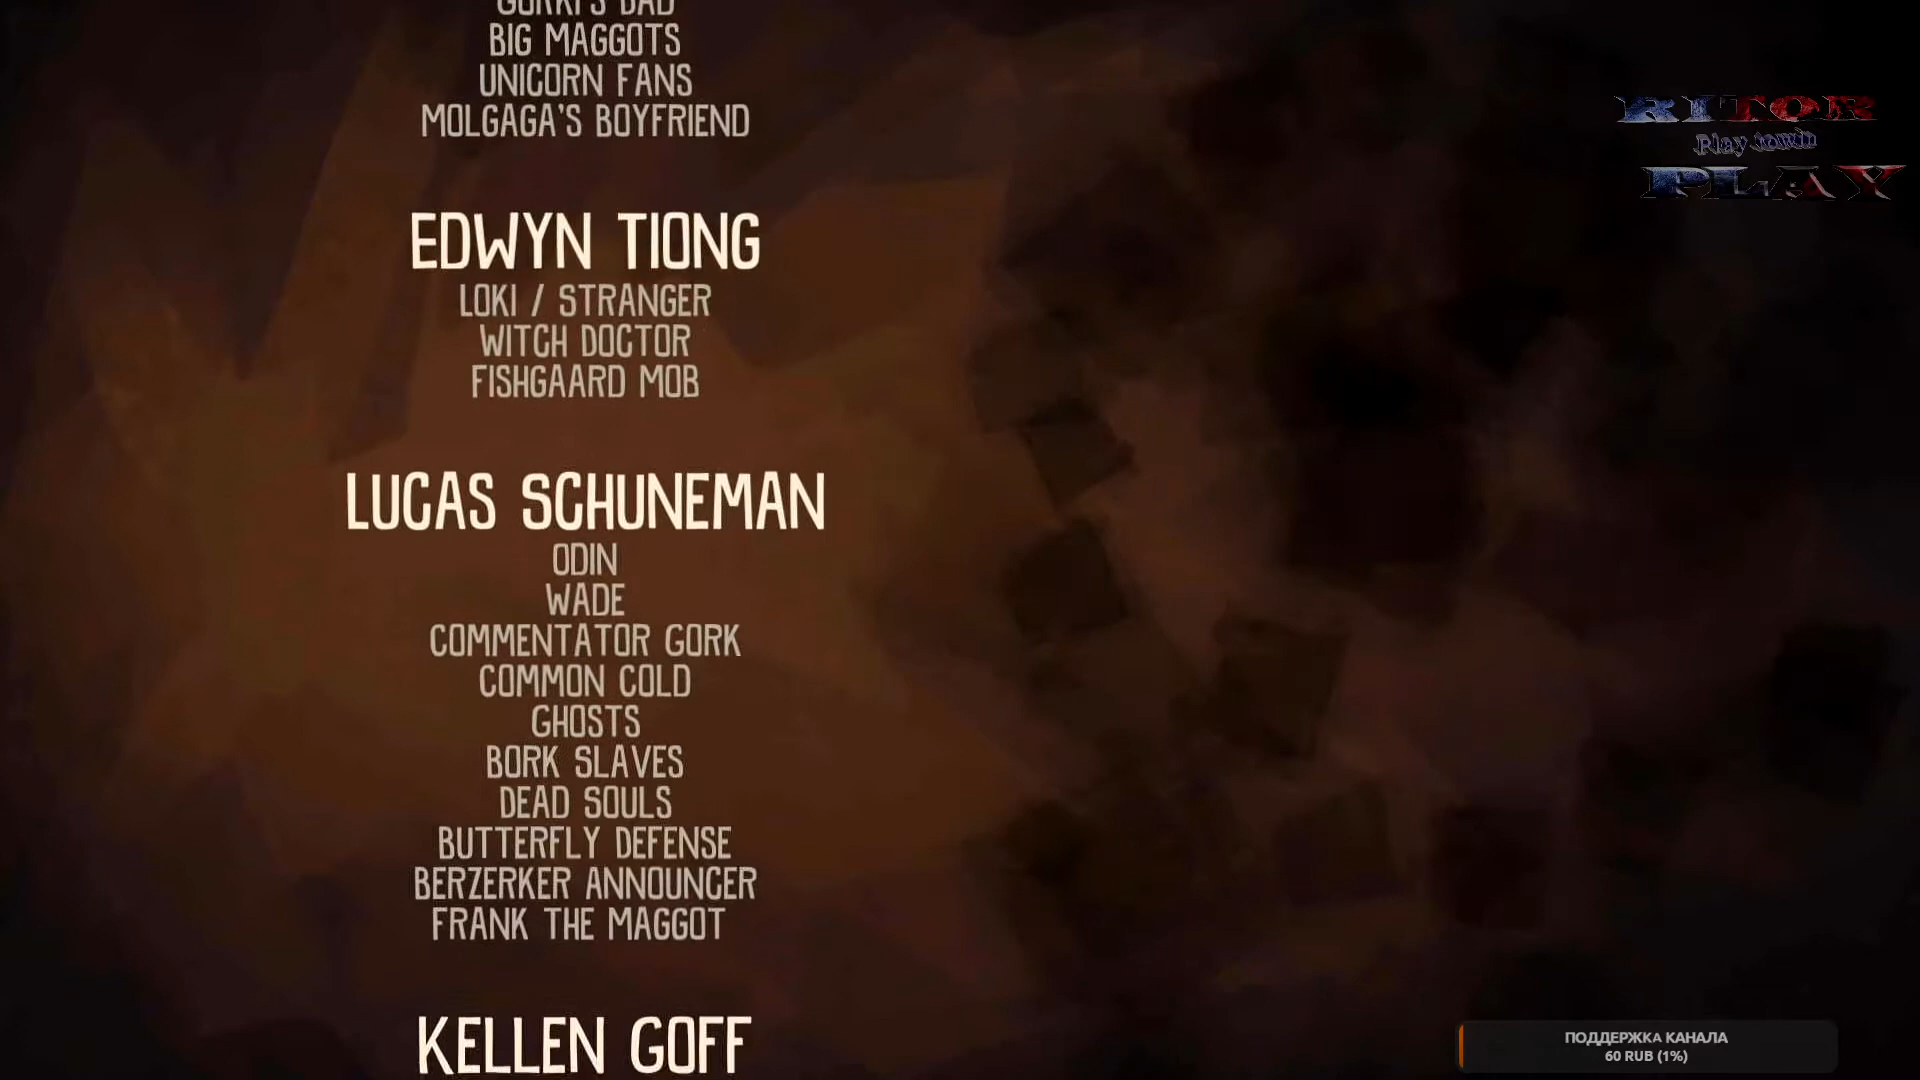 BIG MAGGOTS
UNICORN FANS
MOLGAGA'S BOYFRIEND
EDWYN TIONG
LOKI / STRANGER
WITCH DOCTOR
FISHGAARD MOB
LUCAS SCHUNEMAN
ODIN
WADE
COMMENTATOR GORK
COMMON COLD
GHOSTS
BORK SLAVES
DEAD SOULS
BUTTERFLY DEFENSE
BERZERKER ANNOUNCER
FRANK THE MAGGOT
KELLEN GOFF
RITOR
Play
PLAY
ПОДДЕРЖКА КАНАЛА
60 RUB (1%)